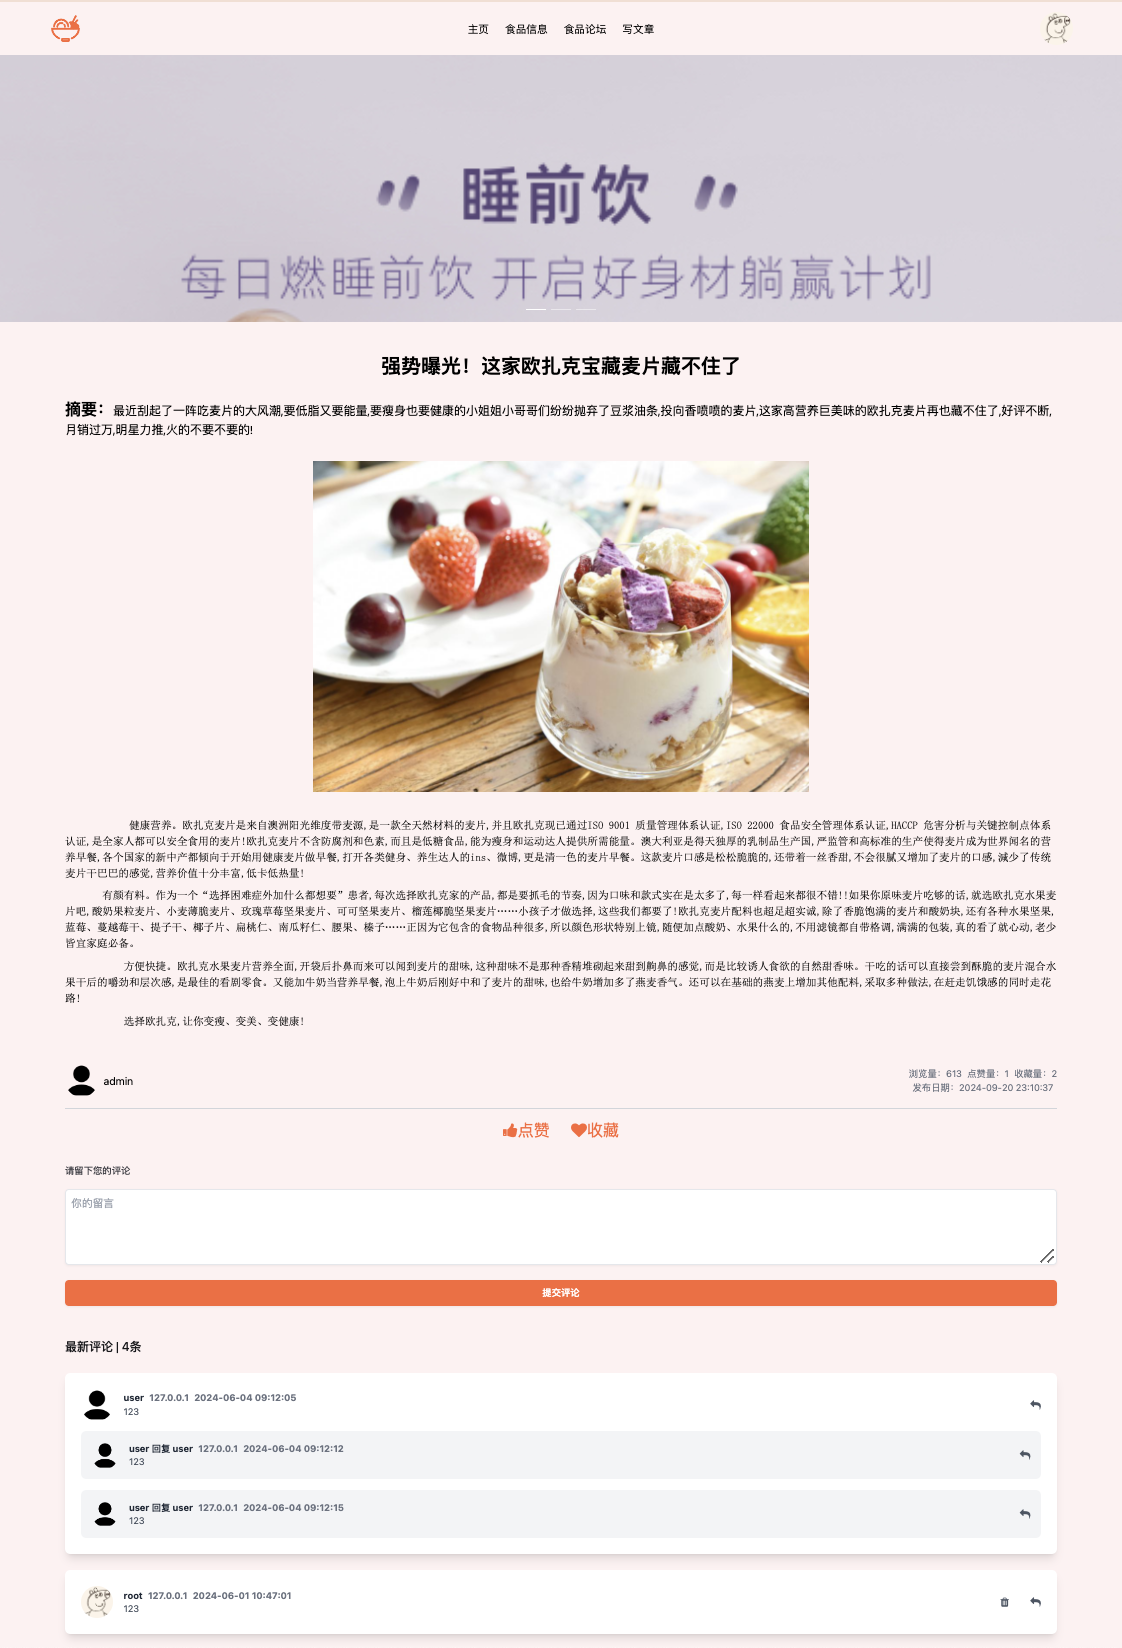 主页 食品信息 食品论坛 写文章
睡前饮
每日燃睡前饮 开启好身材躺赢计划
强势曝光！这家欧扎克宝藏麦片藏不住了
摘要： 最近刮起了一阵吃麦片的大风潮,要低脂又要能量,要瘦身也要健康的小姐姐小哥哥们纷纷抛弃了豆浆油条,投向香喷喷的麦片,这家高营养巨美味的欧扎克麦片再也藏不住了,好评不断,
月销过万,明星力推,火的不要不要的!
健康营养。欧扎克麦片是来自澳洲阳光维度带麦源,是一款全天然材料的麦片,并且欧扎克现已通过ISO 9001 质量管理体系认证,ISO 22000 食品安全管理体系认证,HACCP 危害分析与关键控制点体系
认证,是全家人都可以安全食用的麦片!欧扎克麦片不含防腐剂和色素,而且是低糖食品,能为瘦身和运动达人提供所需能量。澳大利亚是得天独厚的乳制品生产国,严监管和高标准的生产使得麦片成为世界闻名的营
养早餐,各个国家的新中产都倾向于开始用健康麦片做早餐,打开各类健身、养生达人的ins、微博,更是清一色的麦片早餐。这款麦片口感是松松脆脆的,还带着一丝香甜,不会很腻又增加了麦片的口感,减少了传统
麦片干巴巴的感觉,营养价值十分丰富,低卡低热量!
有颜有料。作为一个“选择困难症外加什么都想要”患者,每次选择欧扎克家的产品,都是要抓毛的节奏,因为口味和款式实在是太多了,每一样看起来都很不错!!如果你原味麦片吃够的话,就选欧扎克水果麦
片吧,酸奶果粒麦片、小麦薄脆麦片、玫瑰草莓坚果麦片、可可坚果麦片、榴莲椰脆坚果麦片……小孩子才做选择,这些我们都要了!欧扎克麦片配料也超足超实诚,除了香脆饱满的麦片和酸奶块,还有各种水果坚果,
蓝莓、蔓越莓干、提子干、椰子片、扁桃仁、南瓜籽仁、腰果、榛子……正因为它包含的食物品种很多,所以颜色形状特别上镜,随便加点酸奶、水果什么的,不用滤镜都自带格调,满满的包装,真的看了就心动,老少
皆宜家庭必备。
方便快捷。欧扎克水果麦片营养全面,开袋后扑鼻而来可以闻到麦片的甜味,这种甜味不是那种香精堆砌起来甜到齁鼻的感觉,而是比较诱人食欲的自然甜香味。干吃的话可以直接尝到酥脆的麦片混合水
果干后的嚼劲和层次感,是最佳的看剧零食。又能加牛奶当营养早餐,泡上牛奶后刚好中和了麦片的甜味,也给牛奶增加多了燕麦香气。还可以在基础的燕麦上增加其他配料,采取多种做法,在赶走饥饿感的同时走花
路!
选择欧扎克,让你变瘦、变美、变健康!
admin
浏览量：613 点赞量：1 收藏量：2
发布日期：2024-09-20 23:10:37
点赞 收藏
请留下您的评论
你的留言
提交评论
最新评论 | 4条
user 127.0.0.1 2024-06-04 09:12:05
123
user 回复 user 127.0.0.1 2024-06-04 09:12:12
123
user 回复 user 127.0.0.1 2024-06-04 09:12:15
123
root 127.0.0.1 2024-06-01 10:47:01
123